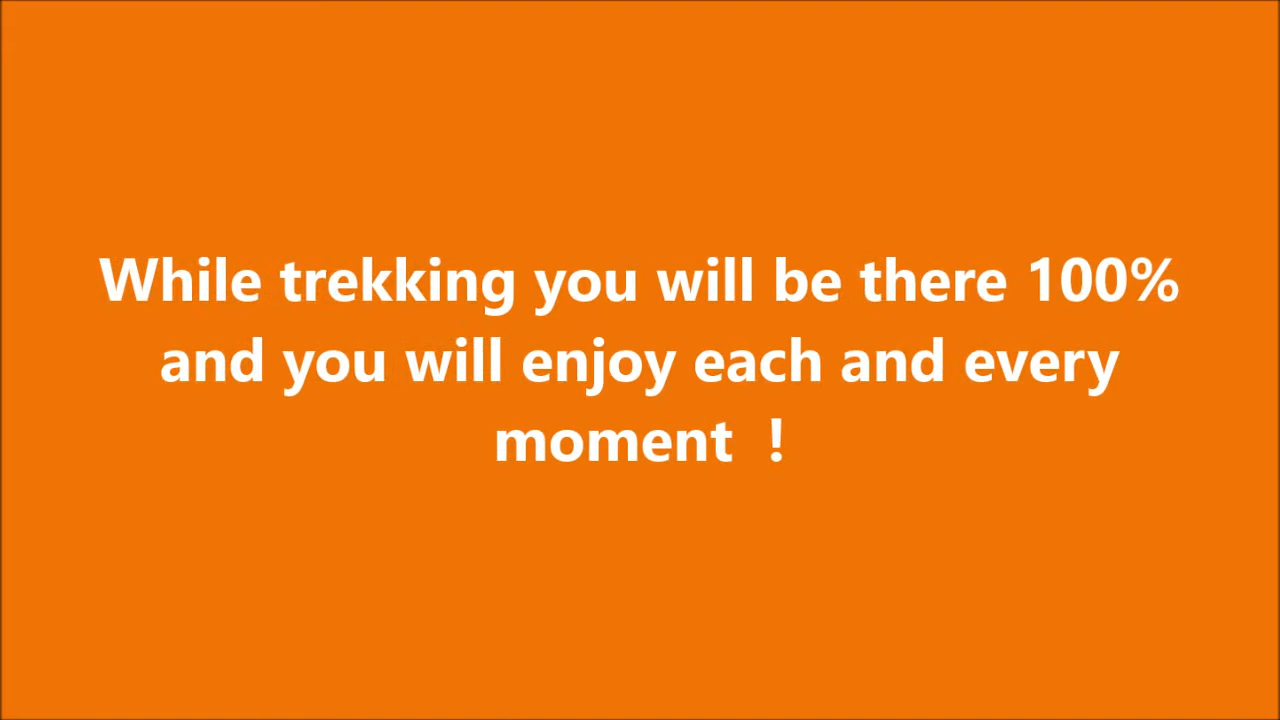 While trekking you will be there 100%
and you will enjoy each and every
moment  !